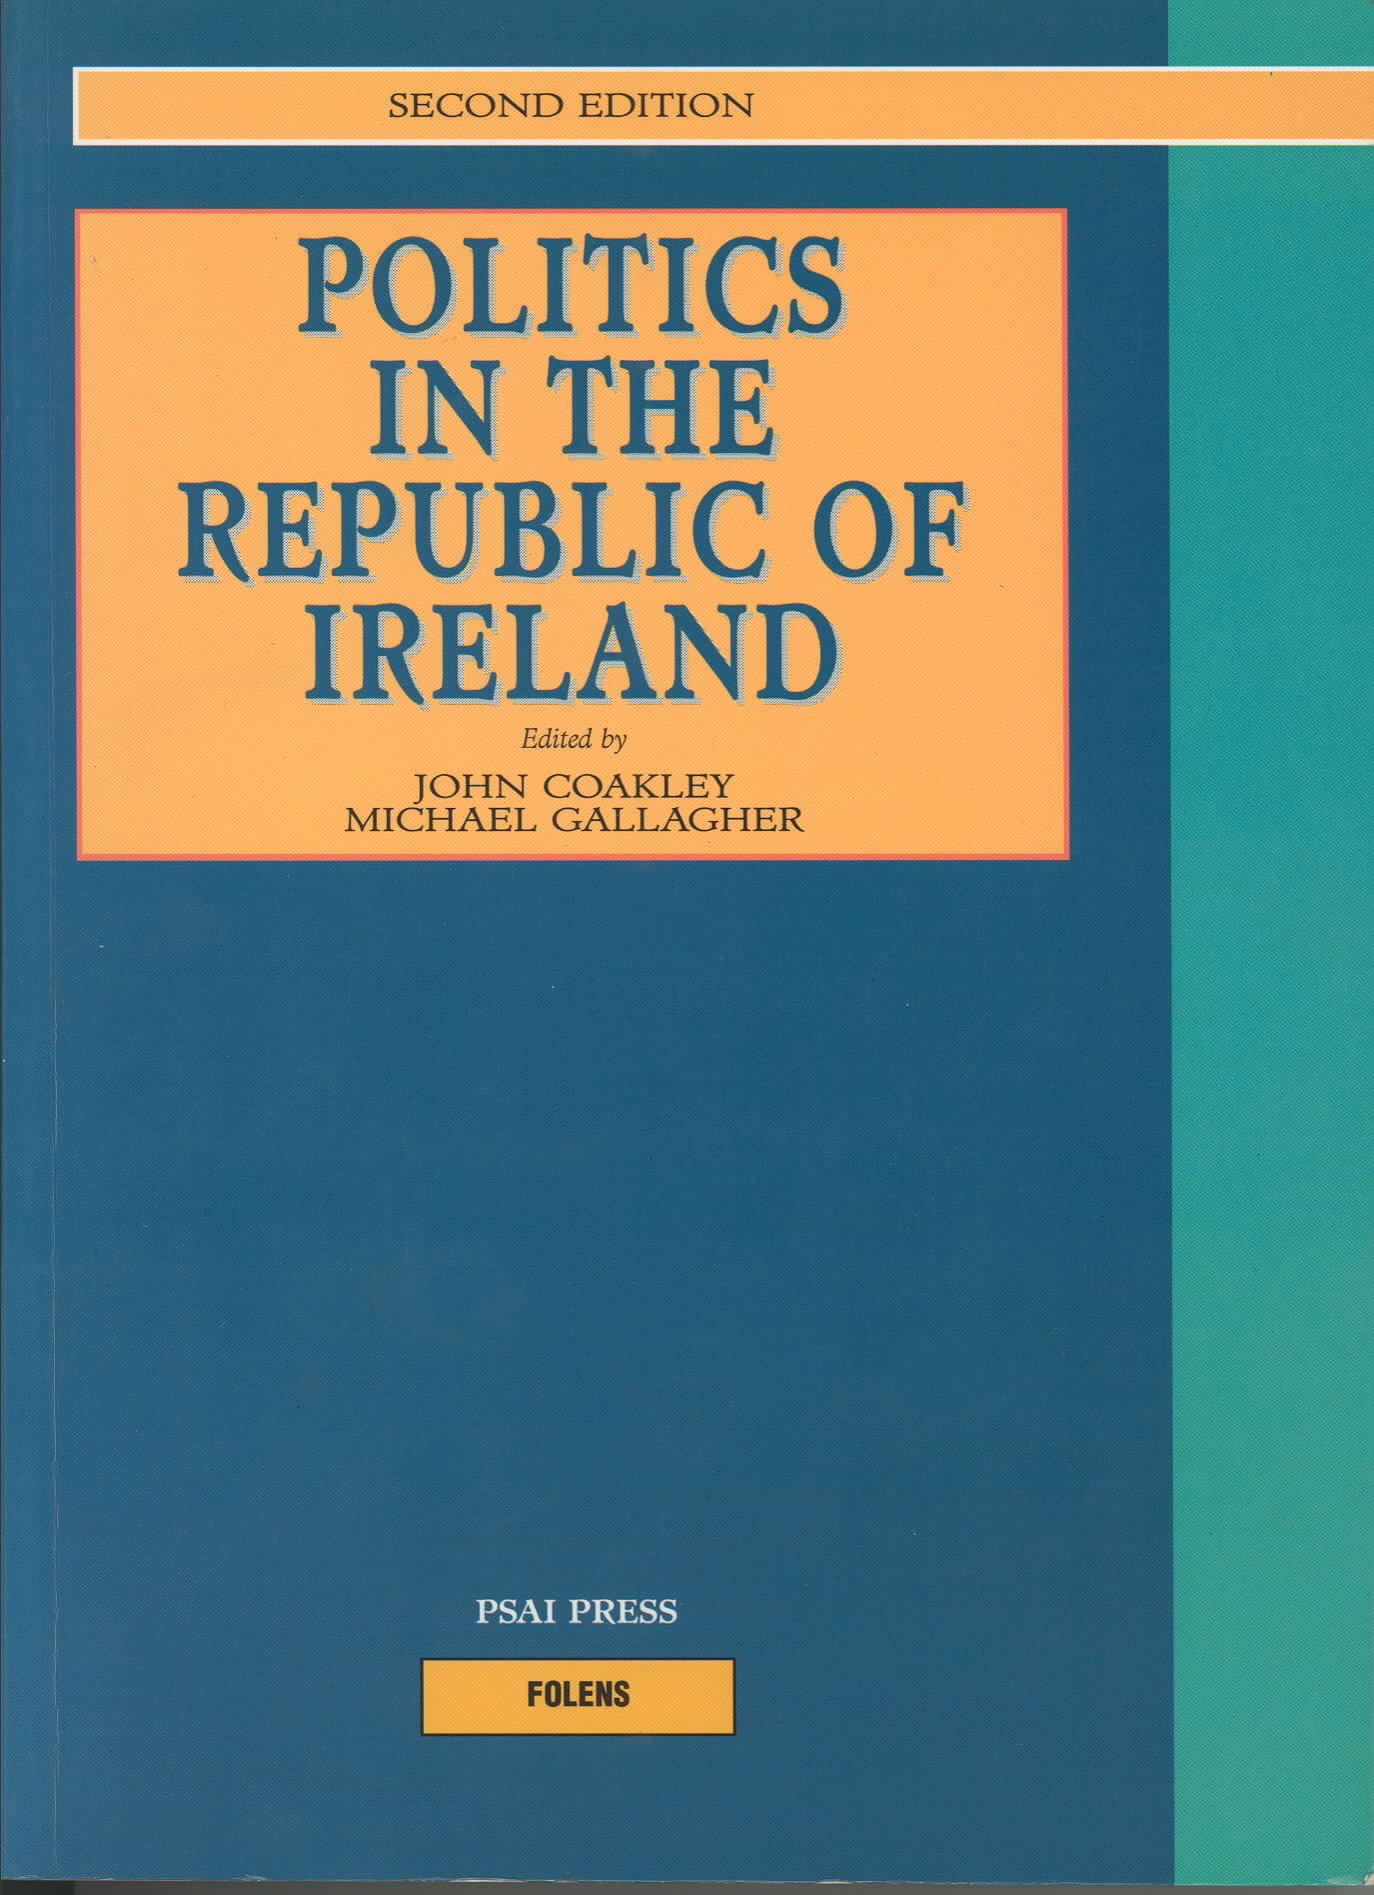 SECOND EDITION
POLITICS
IN THE
REPUBLIC OF
IRELAND
Edited by
JOHN COAKLEY
MICHAEL GALLAGHER
PSAI PRESS
FOLENS